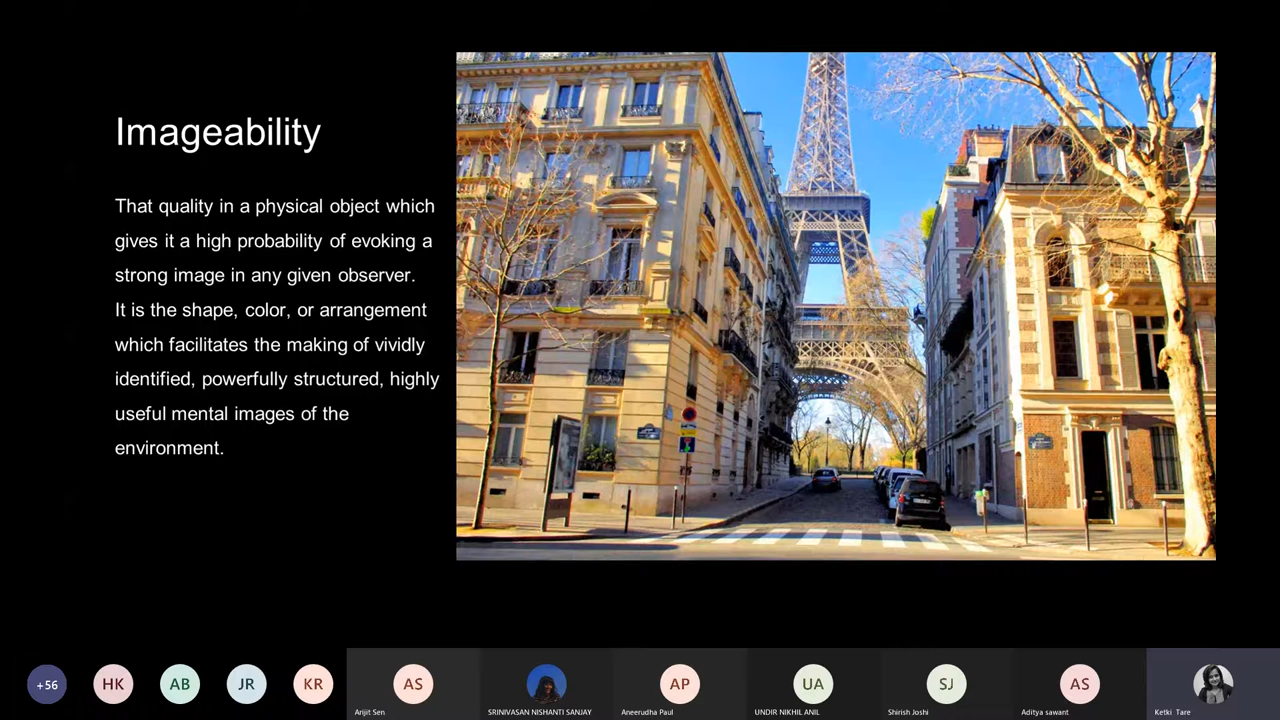 Imageability
That quality in a physical object which
gives it a high probability of evoking a
strong image in any given observer.
It is the shape, color, or arrangement
which facilitates the making of vividly
identified, powerfully structured, highly
useful mental images of the
environment.
+56
HK
AB
JR
KR
AS
AP
UA
SJ
AS
Arijit Sen
SRINIVASAN NISHANTI SANJAY
Aneerudha Paul
UNDIR NIKHIL ANIL
Shirish Joshi
Aditya sawant
Ketki Tare